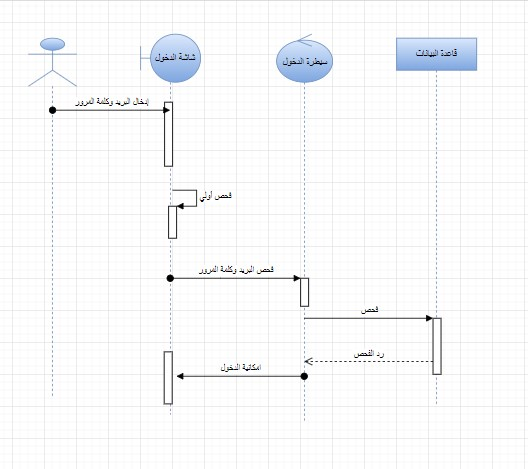 شاشة الدخول
سيطرة الدخول
قاعدة البيانات
إدخال البريد وكلمة المرور
فحص أولي
فحص البريد وكلمة المرور
فحص
رد الفحص
امكانية الدخول